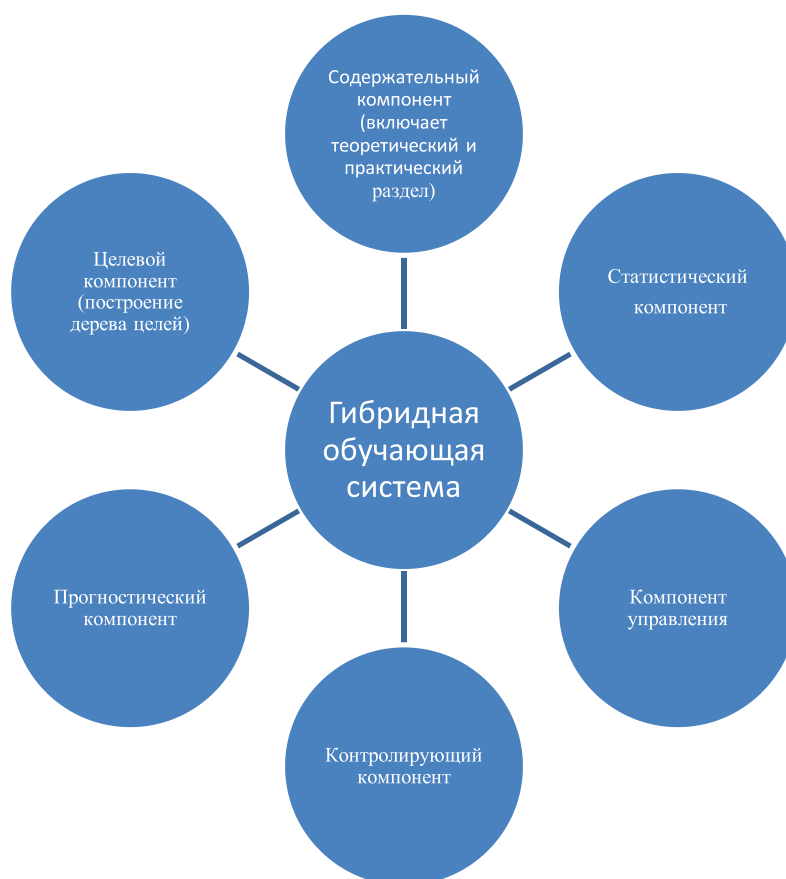 Содержательный
компонент
(включает
теоретический и
практический
раздел)
Целевой
компонент
(построение
дерева целей)
Статистический
компонент
Гибридная
обучающая
система
Прогностический
компонент
Компонент
управления
Контролирующий
компонент